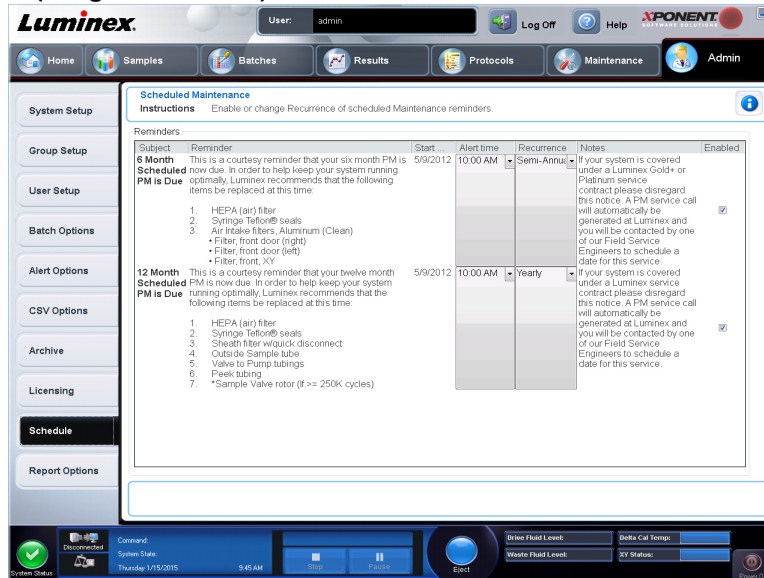 Luminex.
User: admin
Log Off
Help
XPONENT.
SOFTWARE SOLUTIONS
Home
Samples
Batches
Results
Protocols
Maintenance
Admin
System Setup
Group Setup
User Setup
Batch Options
Alert Options
CSV Options
Archive
Licensing
Schedule
Report Options
Scheduled
Maintenance
Instructions Enable or change Recurrence of scheduled Maintenance reminders.
Reminders
Subject Reminder Start ... Alert time Recurrence Notes Enabled
6 Month
Scheduled
PM is Due
This is a courtesy reminder that your six month PM is
now due. In order to help keep your system running
optimally, Luminex recommends that the following
items be replaced at this time:
1. HEPA (air) filter
2. Syringe Teflon® seals
3. Air Intake filters, Aluminum (Clean)
• Filter, front door (right)
• Filter, front door (left)
• Filter, front, XY
5/9/2012
10:00 AM
Semi-Annua
If your system is covered
under a Luminex Gold+ or
Platinum service
contract please disregard
this notice. A PM service call
will automatically be
generated at Luminex and
you will be contacted by one
of our Field Service
Engineers to schedule a
date for this service.
12 Month
Scheduled
PM is Due
This is a courtesy reminder that your twelve month
PM is now due. In order to help keep your system
running optimally, Luminex recommends that the
following items be replaced at this time:
1. HEPA (air) filter
2. Syringe Teflon® seals
3. Sheath filter w/quick disconnect
4. Outside Sample tube
5. Valve to Pump tubings
6. Peek tubing
7. *Sample Valve rotor (If >= 250K cycles)
5/9/2012
10:00 AM
Yearly
If your system is covered
under a Luminex service
contract please disregard
this notice. A PM service call
will automatically be
generated at Luminex and
you will be contacted by one
of our Field Service
Engineers to schedule a
date for this service.
System Status
Disconnected
Command:
System State:
Thursday 1/15/2015 9:45 AM
Stop
Pause
Eject
Drive Fluid Level:
Waste Fluid Level:
Delta Cal Temp:
XY Status: